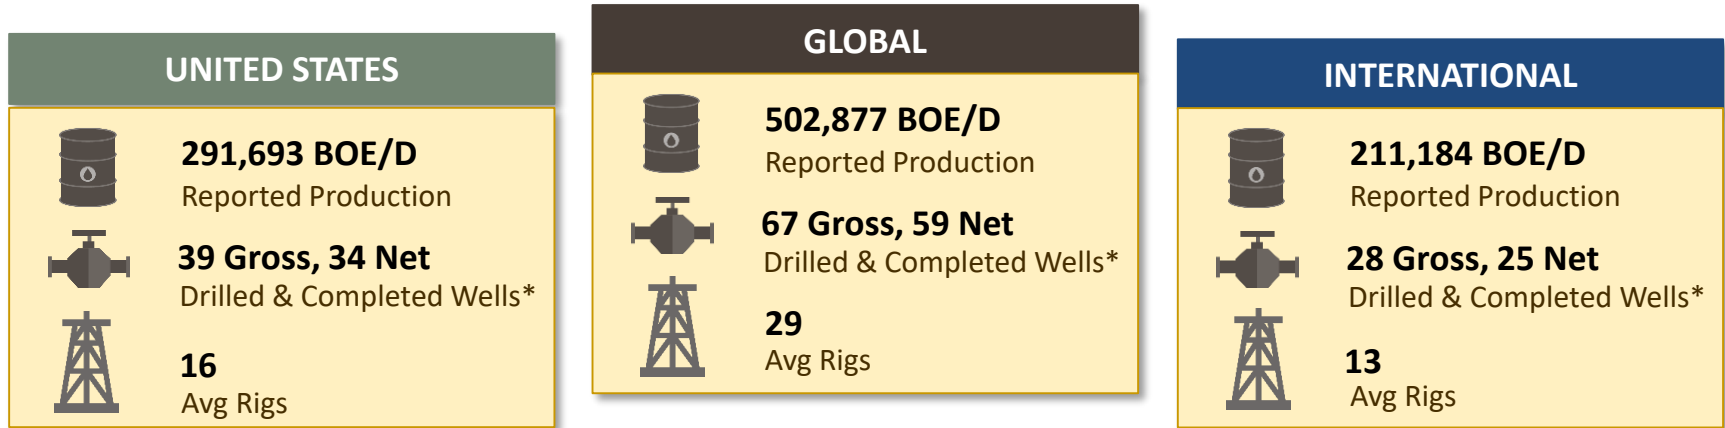 UNITED STATES
291,693 BOE/D
Reported Production
39 Gross, 34 Net
Drilled & Completed Wells*
16
Avg Rigs
GLOBAL
502,877 BOE/D
Reported Production
67 Gross, 59 Net
Drilled & Completed Wells*
29
Avg Rigs
INTERNATIONAL
211,184 BOE/D
Reported Production
28 Gross, 25 Net
Drilled & Completed Wells*
13
Avg Rigs